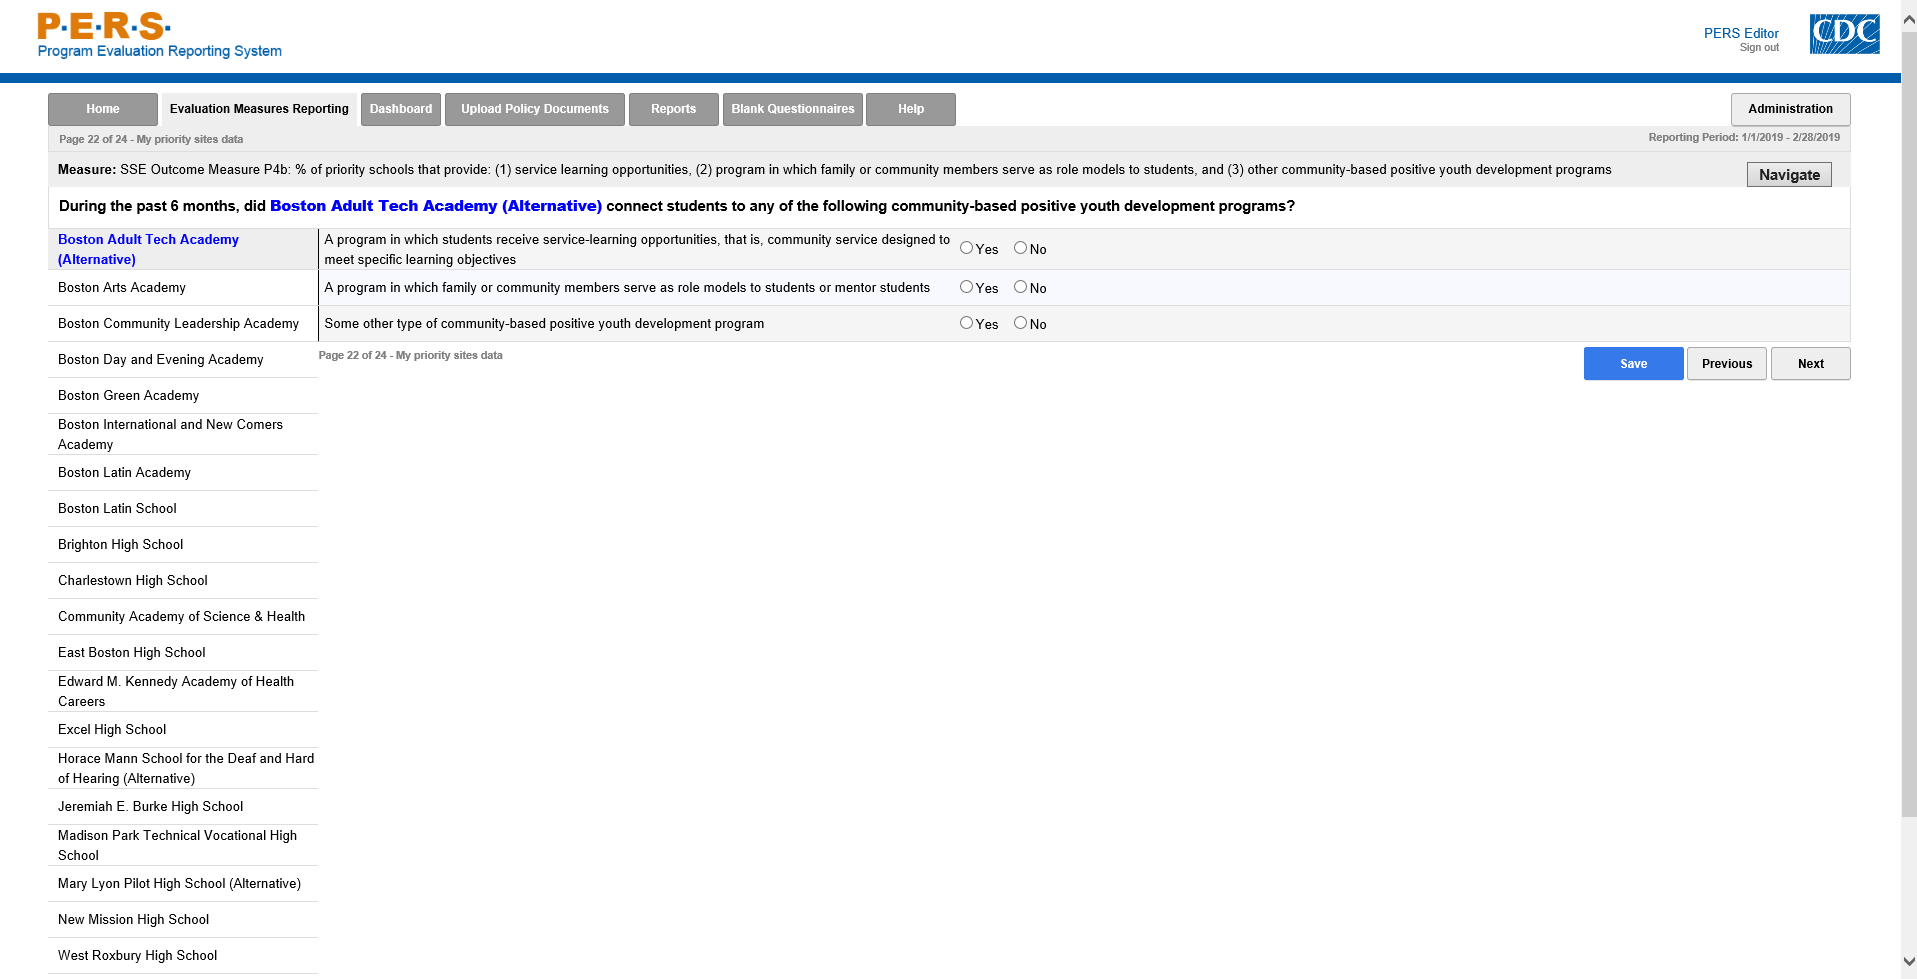 P·E·R·S·
Program Evaluation Reporting System
PERS Editor
Sign out
CDC
Home
Evaluation Measures Reporting
Dashboard
Upload Policy Documents
Reports
Blank Questionnaires
Help
Administration
Page 22 of 24 - My priority sites data
Reporting Period: 1/1/2019 - 2/28/2019
Measure: SSE Outcome Measure P4b: % of priority schools that provide: (1) service learning opportunities, (2) program in which family or community members serve as role models to students, and (3) other community-based positive youth development programs
Navigate
During the past 6 months, did Boston Adult Tech Academy (Alternative) connect students to any of the following community-based positive youth development programs?
Boston Adult Tech Academy
(Alternative)
A program in which students receive service-learning opportunities, that is, community service designed to
meet specific learning objectives
Yes No
Boston Arts Academy
A program in which family or community members serve as role models to students or mentor students
Yes No
Boston Community Leadership Academy
Some other type of community-based positive youth development program
Yes No
Boston Day and Evening Academy
Page 22 of 24 - My priority sites data
Save
Previous
Next
Boston Green Academy
Boston International and New Comers
Academy
Boston Latin Academy
Boston Latin School
Brighton High School
Charlestown High School
Community Academy of Science & Health
East Boston High School
Edward M. Kennedy Academy of Health
Careers
Excel High School
Horace Mann School for the Deaf and Hard
of Hearing (Alternative)
Jeremiah E. Burke High School
Madison Park Technical Vocational High
School
Mary Lyon Pilot High School (Alternative)
New Mission High School
West Roxbury High School